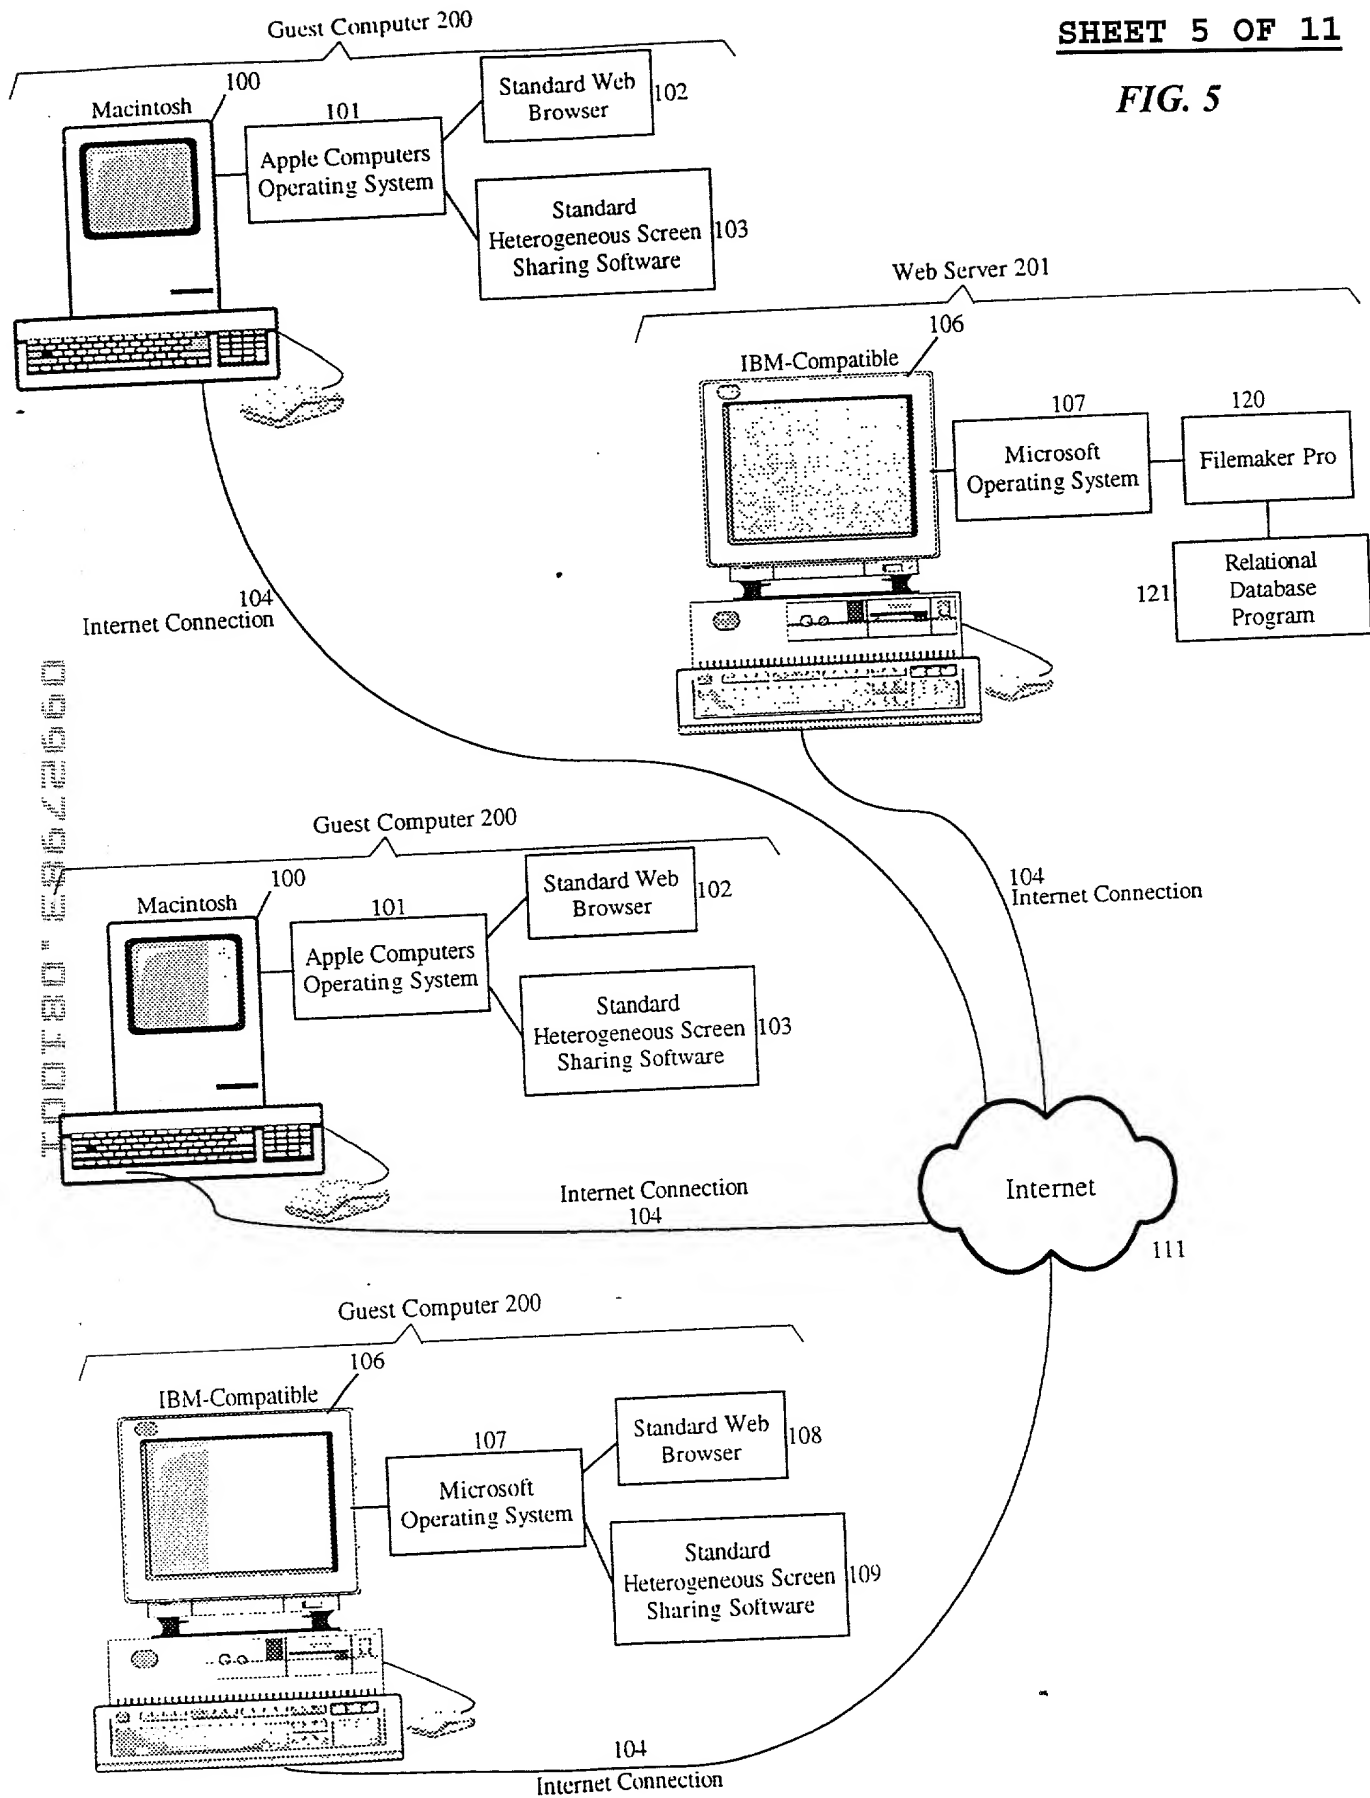 SHEET 5 OF 11
FIG. 5
Guest Computer 200
100
Macintosh
101
Apple Computers
Operating System
Standard Web
Browser
102
Standard
Heterogeneous Screen
Sharing Software
103
Web Server 201
106
IBM-Compatible
107
Microsoft
Operating System
120
Filemaker Pro
Relational
Database
Program
121
104
Internet Connection
104
Internet Connection
Guest Computer 200
100
Macintosh
101
Apple Computers
Operating System
Standard Web
Browser
102
Standard
Heterogeneous Screen
Sharing Software
103
Internet Connection
104
Internet
111
Guest Computer 200
106
IBM-Compatible
107
Microsoft
Operating System
Standard Web
Browser
108
Standard
Heterogeneous Screen
Sharing Software
109
104
Internet Connection